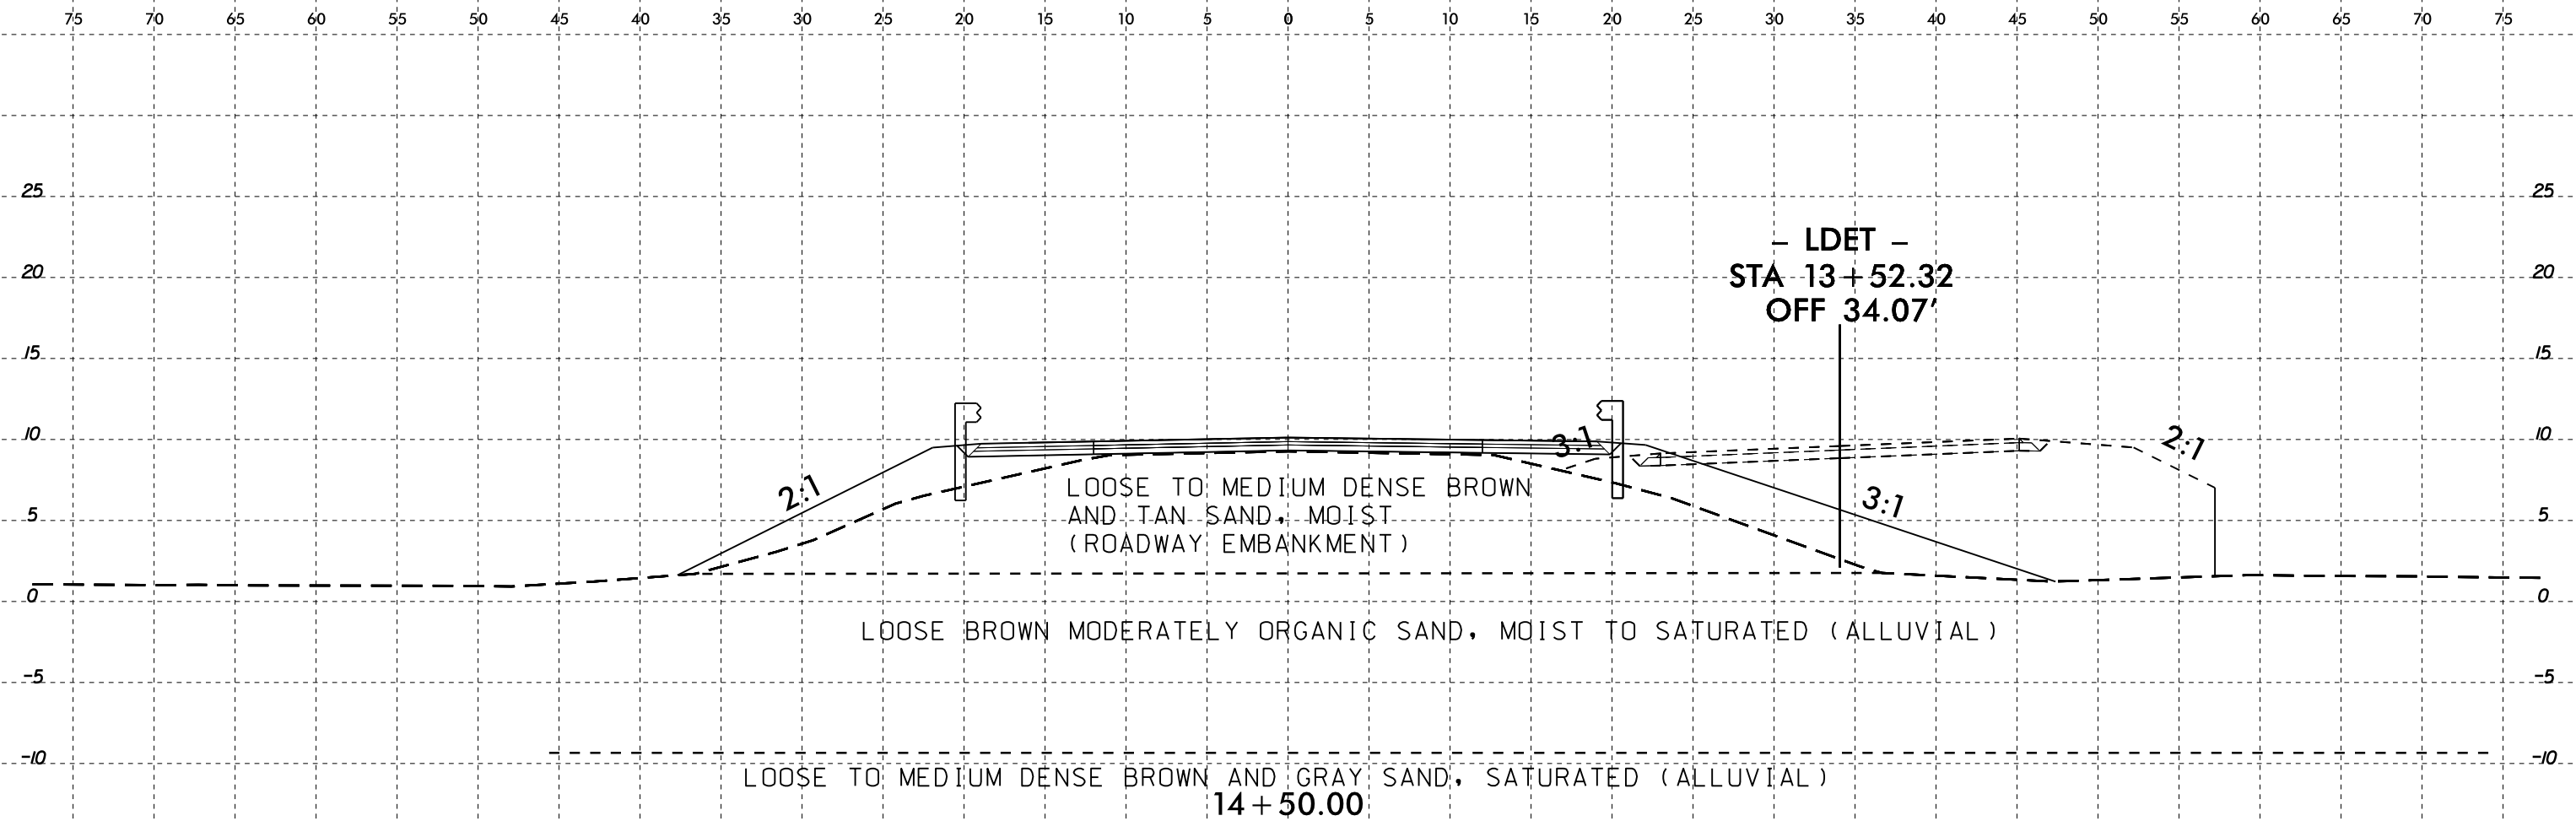 75 70 65 60 55 50 45 40 35 30 25 20 15 10 5 0 5 10 15 20 25 30 35 40 45 50 55 60 65 70 75
25 25
- LDET -
20 STA 13+52.32 20
OFF 34.07'
15 15
10 3:1 2:1 10
2:1 LOOSE TO MEDIUM DENSE BROWN 3:1
5 AND TAN SAND, MOIST 5
(ROADWAY EMBANKMENT)
0 0
LOOSE BROWN MODERATELY ORGANIC SAND, MOIST TO SATURATED (ALLUVIAL)
-5 -5
-10 -10
LOOSE TO MEDIUM DENSE BROWN AND GRAY SAND, SATURATED (ALLUVIAL)
14+50.00